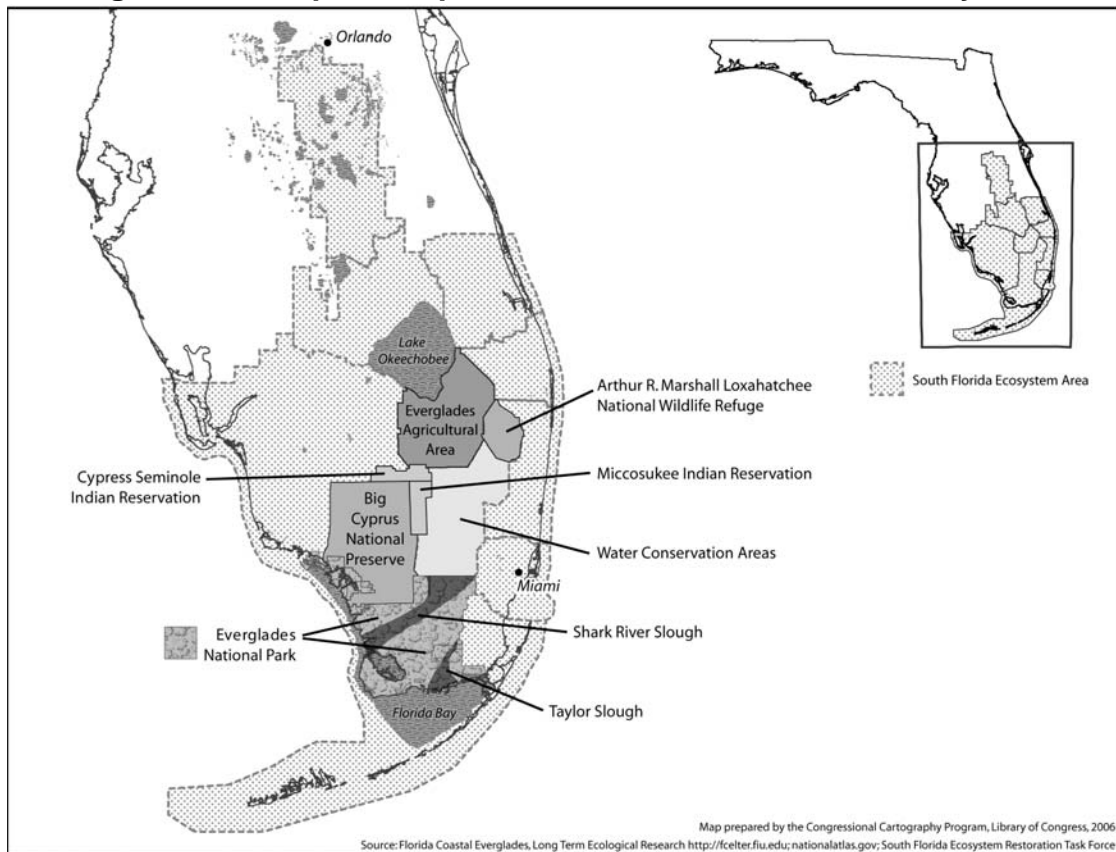 Orlando
Lake
Okeechobee
Everglades
Agricultural
Area
Arthur R. Marshall Loxahatchee
National Wildlife Refuge
South Florida Ecosystem Area
Cypress Seminole
Indian Reservation
Miccosukee Indian Reservation
Big
Cyprus
National
Preserve
Water Conservation Areas
Miami
Everglades
National Park
Shark River Slough
Taylor Slough
Florida Bay
Map prepared by the Congressional Cartography Program, Library of Congress, 2006
Source: Florida Coastal Everglades, Long Term Ecological Research http://fcelter.fiu.edu; nationalatlas.gov; South Florida Ecosystem Restoration Task Force